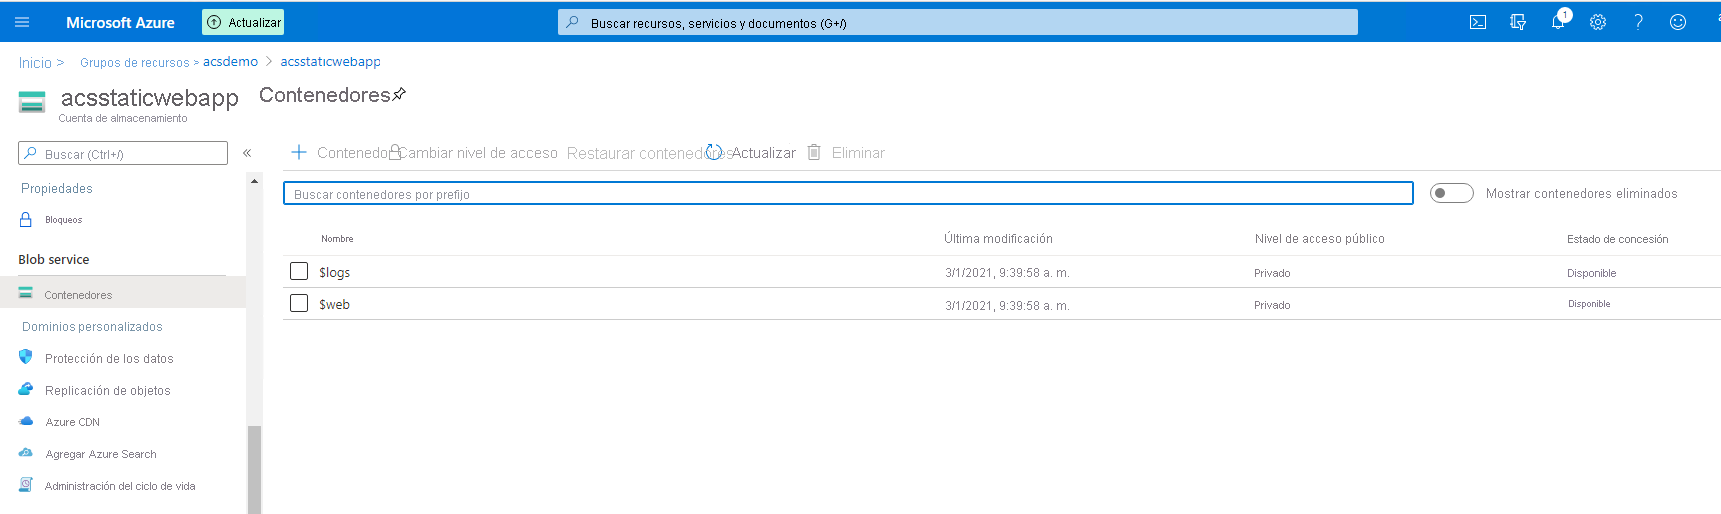 Microsoft Azure Actualizar Buscar recursos, servicios y documentos (G+/) 1
Inicio > Grupos de recursos > acsdemo > acsstaticwebapp
acsstaticwebapp Contenedores
Cuenta de almacenamiento
Buscar (Ctrl+/) «
+ Contenedor Cambiar nivel de acceso Restaurar contenedores Actualizar Eliminar
Propiedades
Buscar contenedores por prefijo Mostrar contenedores eliminados
Bloqueos
Nombre Última modificación Nivel de acceso público Estado de concesión
Blob service
$logs 3/1/2021, 9:39:58 a. m. Privado Disponible
Contenedores
$web 3/1/2021, 9:39:58 a. m. Privado Disponible
Dominios personalizados
Protección de los datos
Replicación de objetos
Azure CDN
Agregar Azure Search
Administración del ciclo de vida